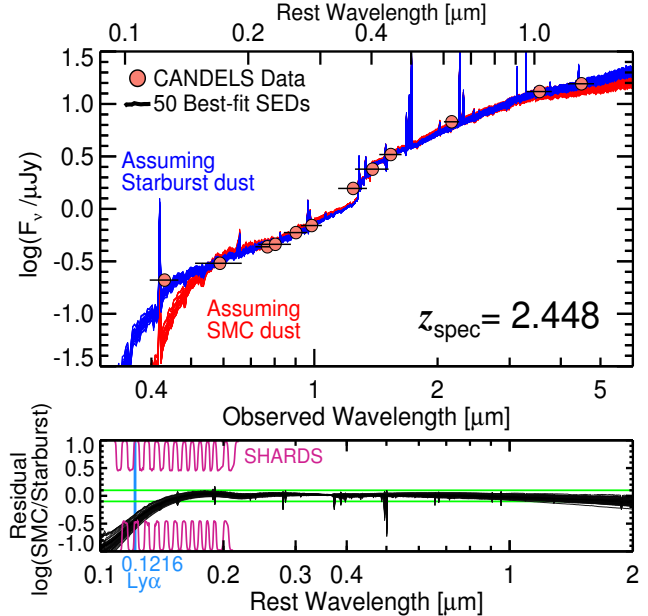 Rest Wavelength [μm]
0.1 0.2 0.4 1.0
CANDELS Data
50 Best-fit SEDs
Assuming
Starburst dust
Assuming
SMC dust
z_spec = 2.448
log(F_ν/μJy)
1.5
1.0
0.5
0.0
-0.5
-1.0
-1.5
0.4 1 2 5
Observed Wavelength [μm]
Residual
log(SMC/Starburst)
1.0
0.5
0.0
-0.5
-1.0
SHARDS
0.1216
Lyα
0.1 0.2 0.3 0.4 1 2
Rest Wavelength [μm]